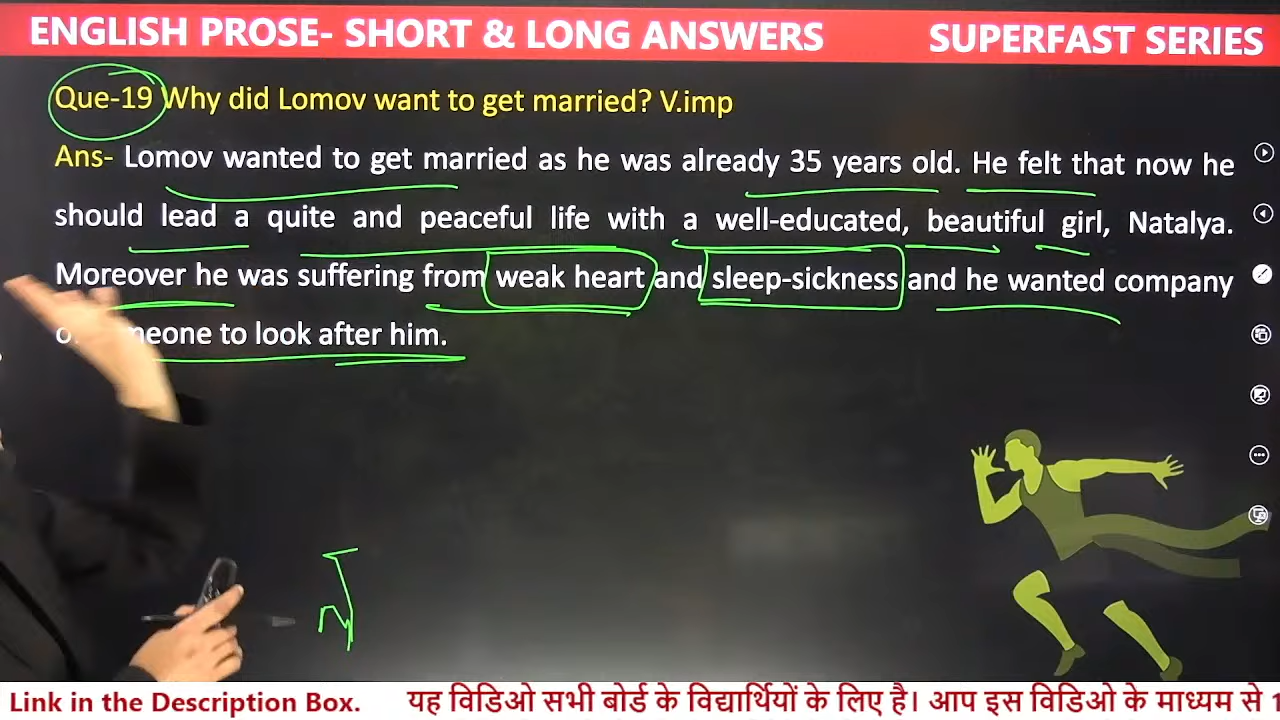 ENGLISH PROSE- SHORT & LONG ANSWERS SUPERFAST SERIES
Que-19 Why did Lomov want to get married? V.imp
Ans- Lomov wanted to get married as he was already 35 years old. He felt that now he
should lead a quite and peaceful life with a well-educated, beautiful girl, Natalya.
Moreover he was suffering from weak heart and sleep-sickness and he wanted company
to look after him.
Link in the Description Box. यह विडिओ सभी बोर्ड के विद्यार्थियों के लिए है। आप इस विडिओ के माध्यम से